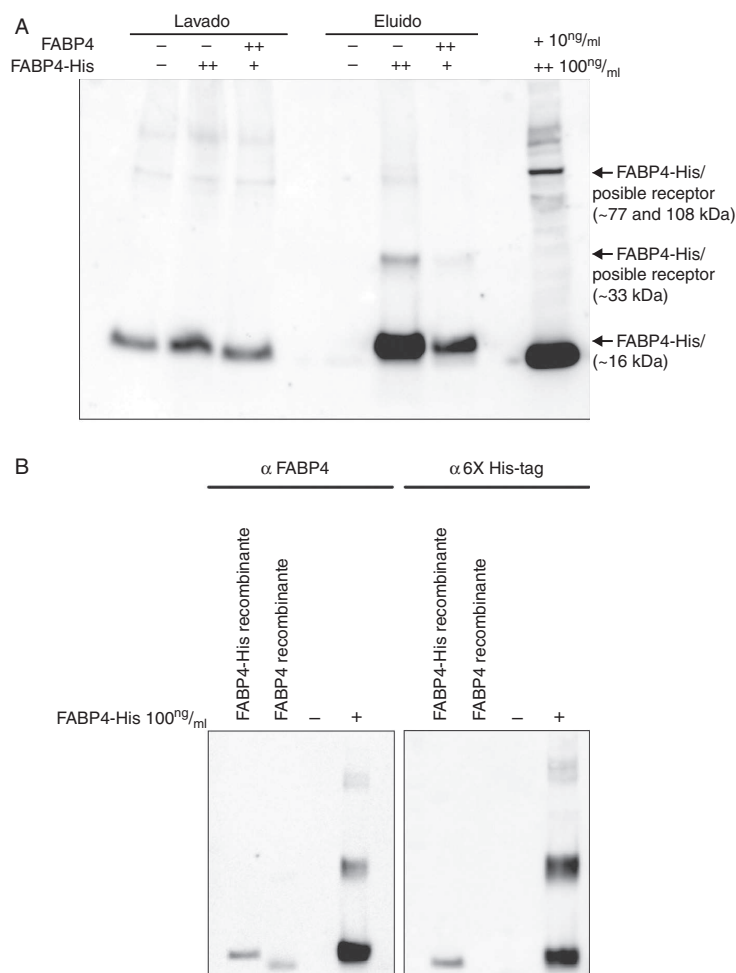 A
Lavado Eluido
FABP4 – – ++ – – ++ + 10ng/ml
FABP4-His – ++ + – ++ + ++ 100ng/ml
FABP4-His/
posible receptor
(~77 and 108 kDa)
FABP4-His/
posible receptor
(~33 kDa)
FABP4-His/
(~16 kDa)
B
α FABP4 α 6X His-tag
FABP4-His recombinante
FABP4 recombinante
FABP4-His recombinante
FABP4 recombinante
FABP4-His 100ng/ml – + – +